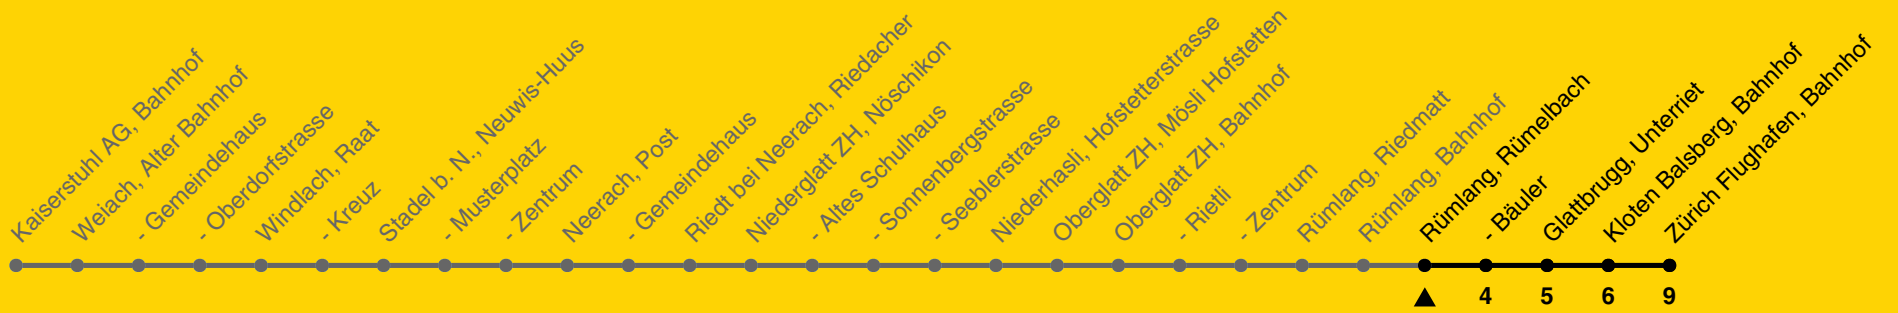 Kaiserstuhl AG, Bahnhof
Weiach, Alter Bahnhof
- Gemeindehaus
- Oberdorfstrasse
Windlach, Raat
- Kreuz
Stadel b. N., Neuwis-Huus
- Musterplatz
- Zentrum
Neerach, Post
- Gemeindehaus
Riedt bei Neerach, Riedacher
Niederglatt ZH, Nöschikon
- Altes Schulhaus
- Sonnenbergstrasse
- Seeblerstrasse
Niederhasli, Hofstetterstrasse
Oberglatt ZH, Mösli Hofstetten
Oberglatt ZH, Bahnhof
- Rietli
- Zentrum
Rümlang, Riedmatt
Rümlang, Bahnhof
Rümlang, Rümelbach
- Bäuler
Glattbrugg, Unterriet
Kloten Balsberg, Bahnhof
Zürich Flughafen, Bahnhof
4 5 6 9